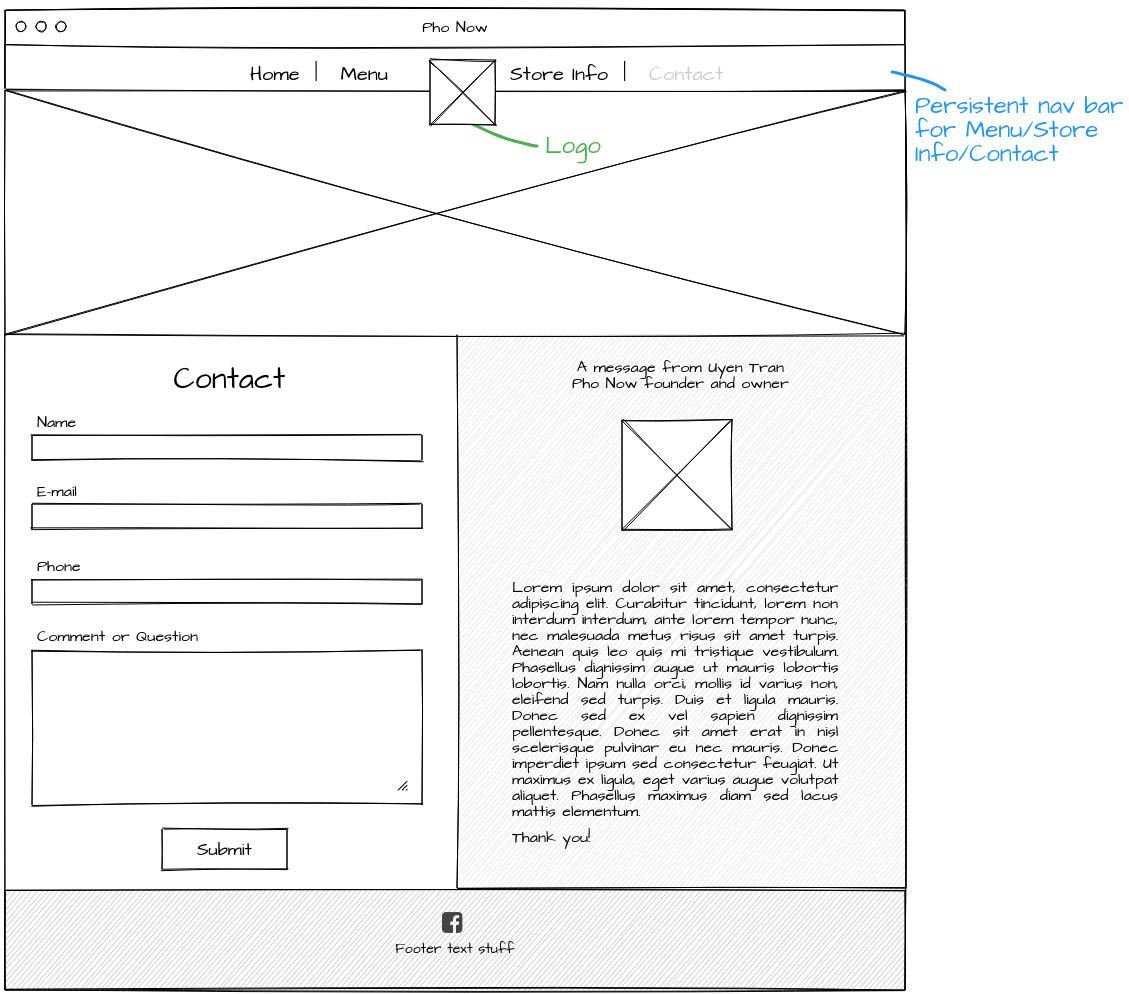 Pho Now
Home | Menu
Store Info | Contact
Persistent nav bar
for Menu/Store
Info/Contact
Logo
Contact
Name
E-mail
Phone
Comment or Question
Submit
A message from Uyen Tran
Pho Now founder and owner
Lorem ipsum dolor sit amet, consectetur
adipiscing elit. Curabitur tincidunt, lorem non
interdum interdum, ante lorem tempor nunc,
nec malesuada metus risus sit amet turpis.
Aenean quis leo quis mi tristique vestibulum.
Phasellus dignissim augue ut mauris lobortis
lobortis. Nam nulla orci, mollis id varius non,
eleifend sed turpis. Duis et ligula mauris.
Donec sed ex vel sapien dignissim
pellentesque. Donec sit amet erat in nisl
scelerisque pulvinar eu nec mauris. Donec
imperdiet ipsum sed consectetur feugiat. Ut
maximus ex ligula, eget varius augue volutpat
aliquet. Phasellus maximus diam sed lacus
mattis elementum.
Thank you!
Footer text stuff